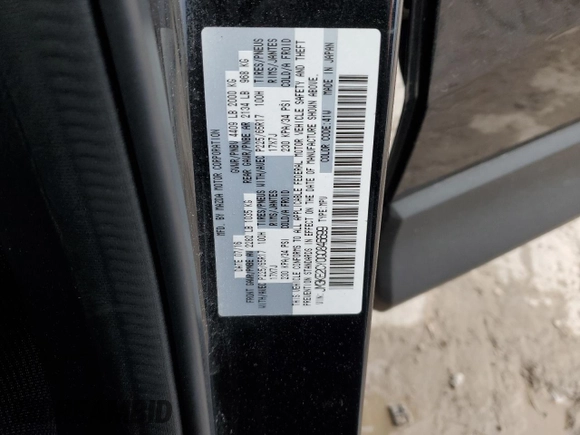 MFD. BY MAZDA MOTOR CORPORATION
DATE: 07/16 GVWR/PNBV 4409 LB 2000 KG
FRONT GAWR/PNBE AV 2282 LB 1035 KG REAR GAWR/PNBE AR 2134 LB 968 KG
WITH/AVEC P225/65R17 100H TIRES/PNEUS WITH/AVEC P225/65R17 100H TIRES/PNEUS
17X7J RIMS/JANTES 17X7J RIMS/JANTES
230 KPA/34 PSI COLD/A FROID 230 KPA/34 PSI COLD/A FROID
THIS VEHICLE CONFORMS TO ALL APPLICABLE FEDERAL MOTOR VEHICLE SAFETY AND THEFT
PREVENTION STANDARDS IN EFFECT ON THE DATE OF MANUFACTURE SHOWN ABOVE.
VIN: TYPE: MPV COLOR CODE: 41W
MADE IN JAPAN